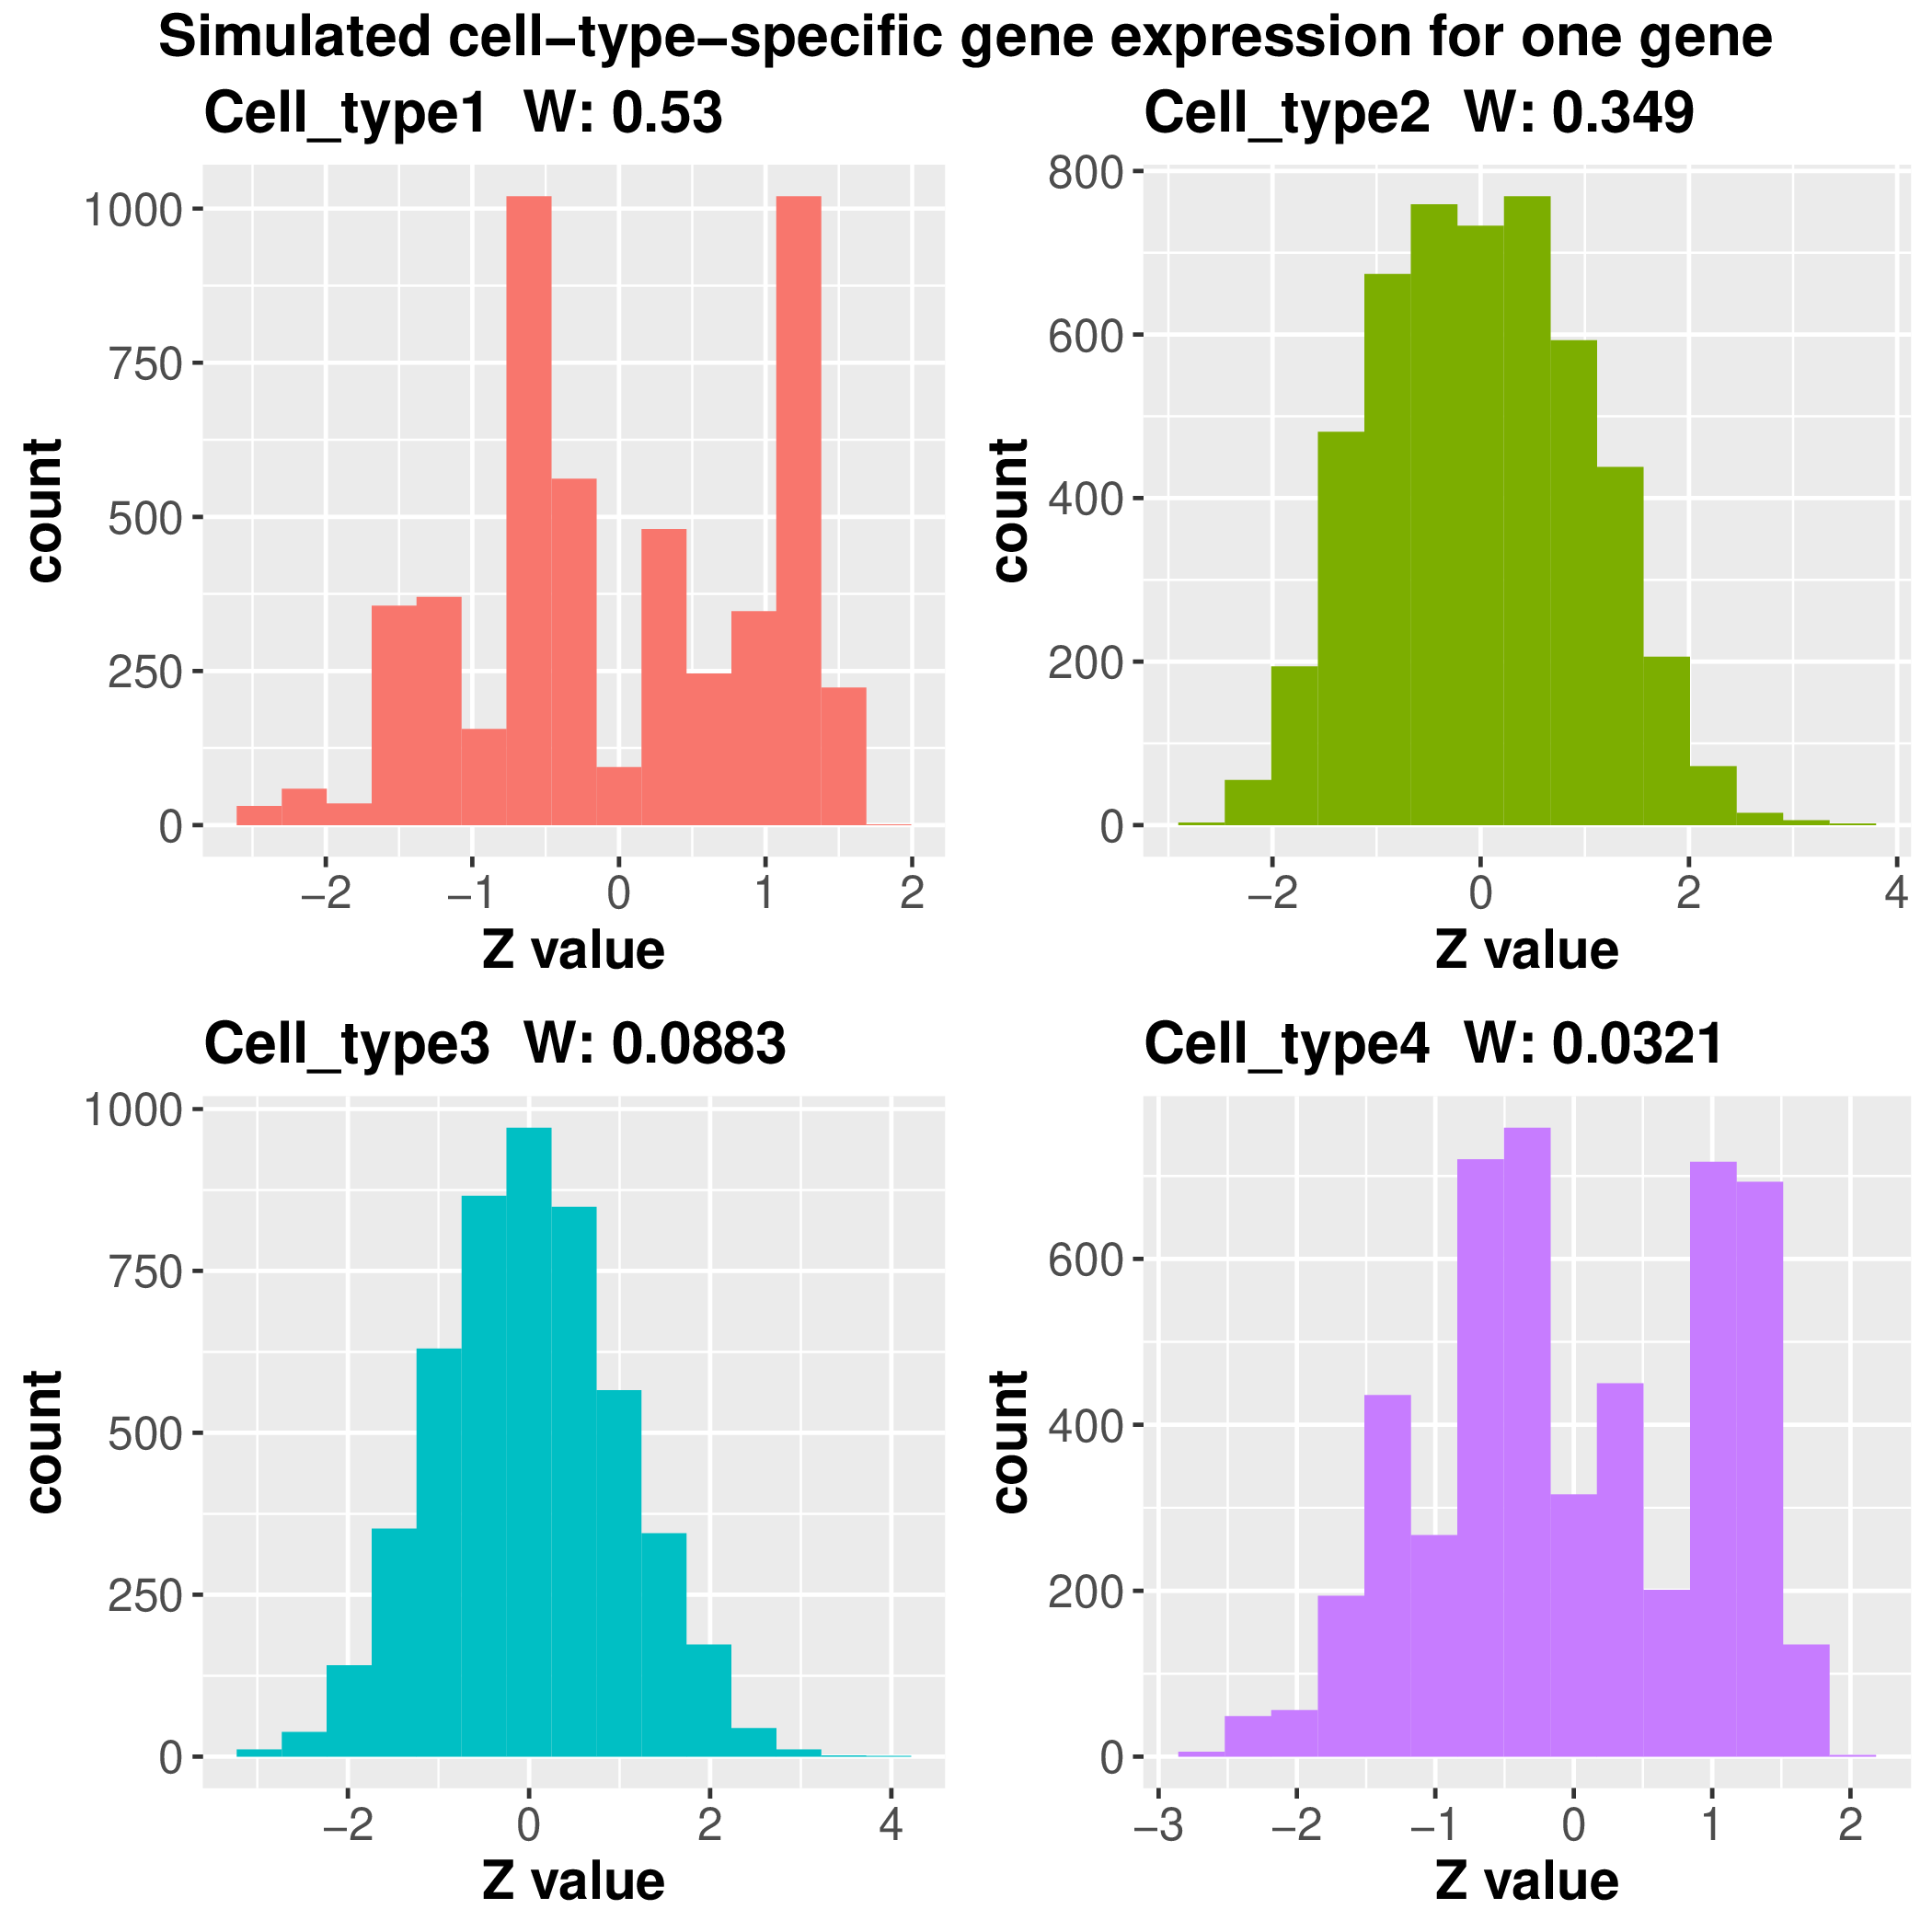 Simulated cell−type−specific gene expression for one gene
Cell_type1 W: 0.53
1000
750
500
250
0
count
−2 −1 0 1 2
Z value
Cell_type2 W: 0.349
800
600
400
200
0
count
−2 0 2 4
Z value
Cell_type3 W: 0.0883
1000
750
500
250
0
count
−2 0 2 4
Z value
Cell_type4 W: 0.0321
600
400
200
0
count
−3 −2 −1 0 1 2
Z value